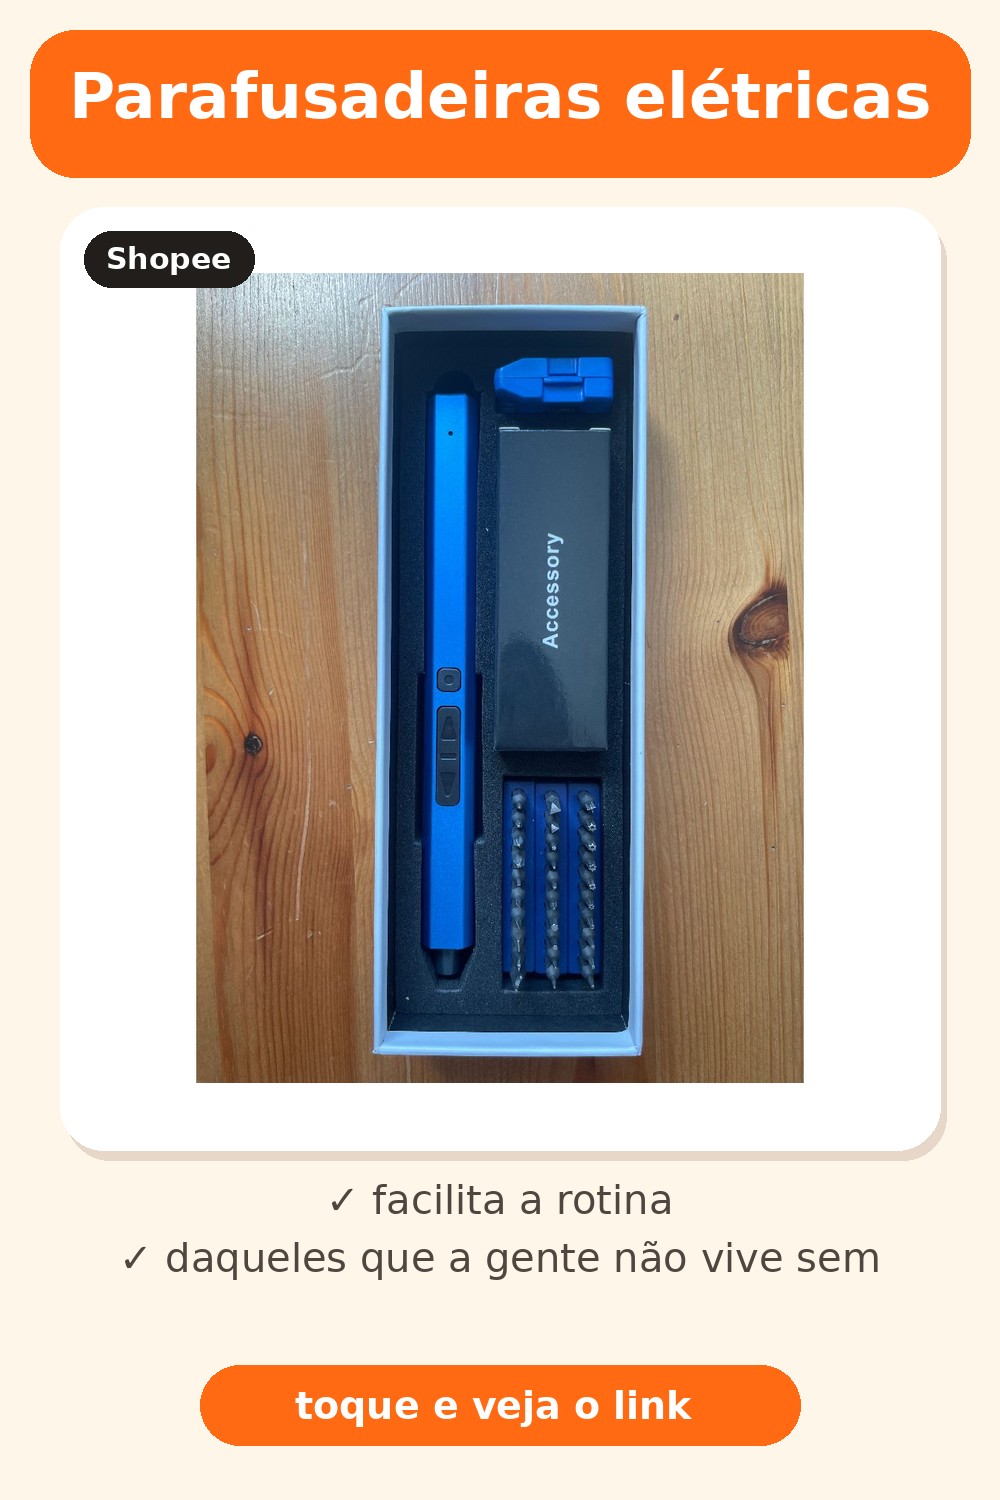 Parafusadeiras elétricas
Shopee
Accessory
✓ facilita a rotina
✓ daqueles que a gente não vive sem
toque e veja o link